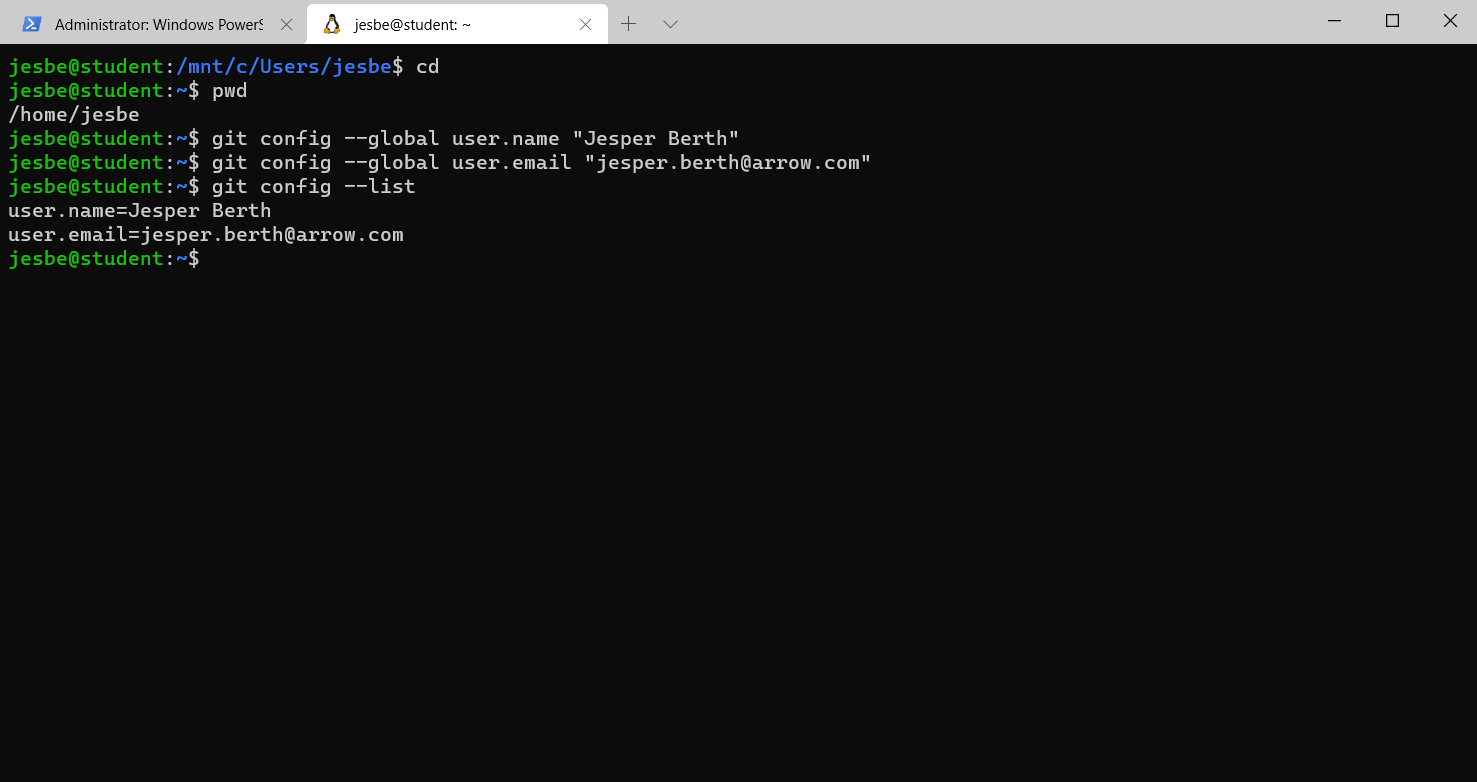 Administrator: Windows PowerS
jesbe@student: ~
jesbe@student:/mnt/c/Users/jesbe$ cd
jesbe@student:~$ pwd
/home/jesbe
jesbe@student:~$ git config --global user.name "Jesper Berth"
jesbe@student:~$ git config --global user.email "jesper.berth@arrow.com"
jesbe@student:~$ git config --list
user.name=Jesper Berth
user.email=jesper.berth@arrow.com
jesbe@student:~$